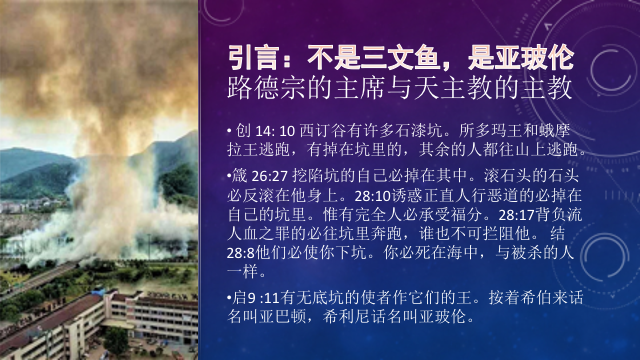 引言：不是三文鱼，是亚玻伦
路德宗的主席与天主教的主教
• 创 14: 10 西订谷有许多石漆坑。所多玛王和蛾摩
拉王逃跑，有掉在坑里的，其余的人都往山上逃跑。
•箴 26:27 挖陷坑的自己必掉在其中。滚石头的石头
必反滚在他身上。28:10诱惑正直人行恶道的必掉在
自己的坑里。惟有完全人必承受福分。28:17背负流
人血之罪的必往坑里奔跑，谁也不可拦阻他。 结
28:8他们必使你下坑。你必死在海中，与被杀的人
一样。
•启9 :11有无底坑的使者作它们的王。按着希伯来话
名叫亚巴顿，希利尼话名叫亚玻伦。